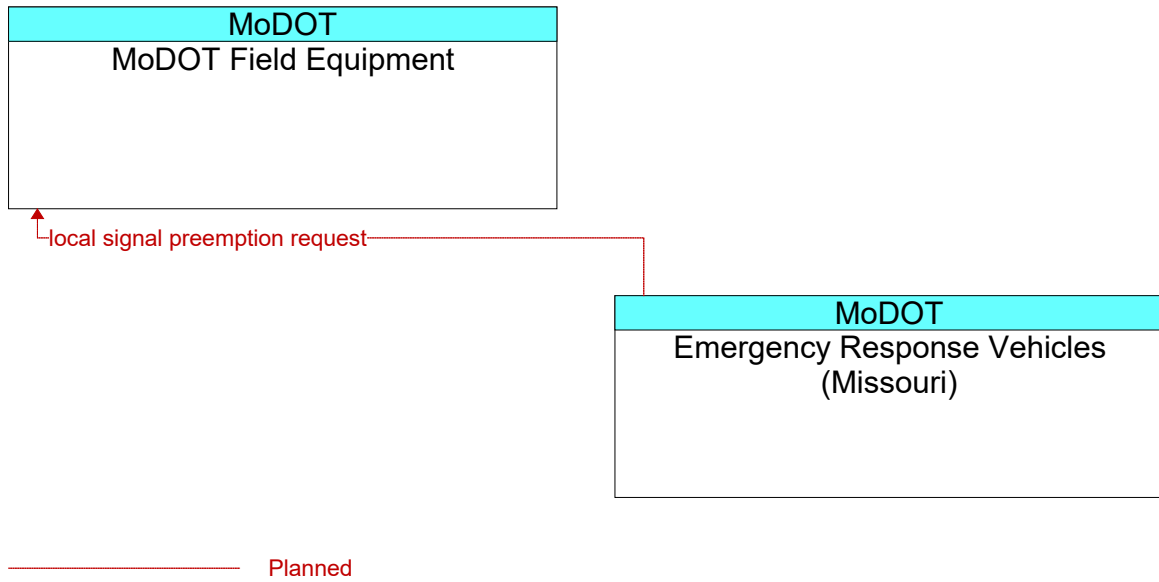 MoDOT
MoDOT Field Equipment
local signal preemption request
MoDOT
Emergency Response Vehicles
(Missouri)
Planned